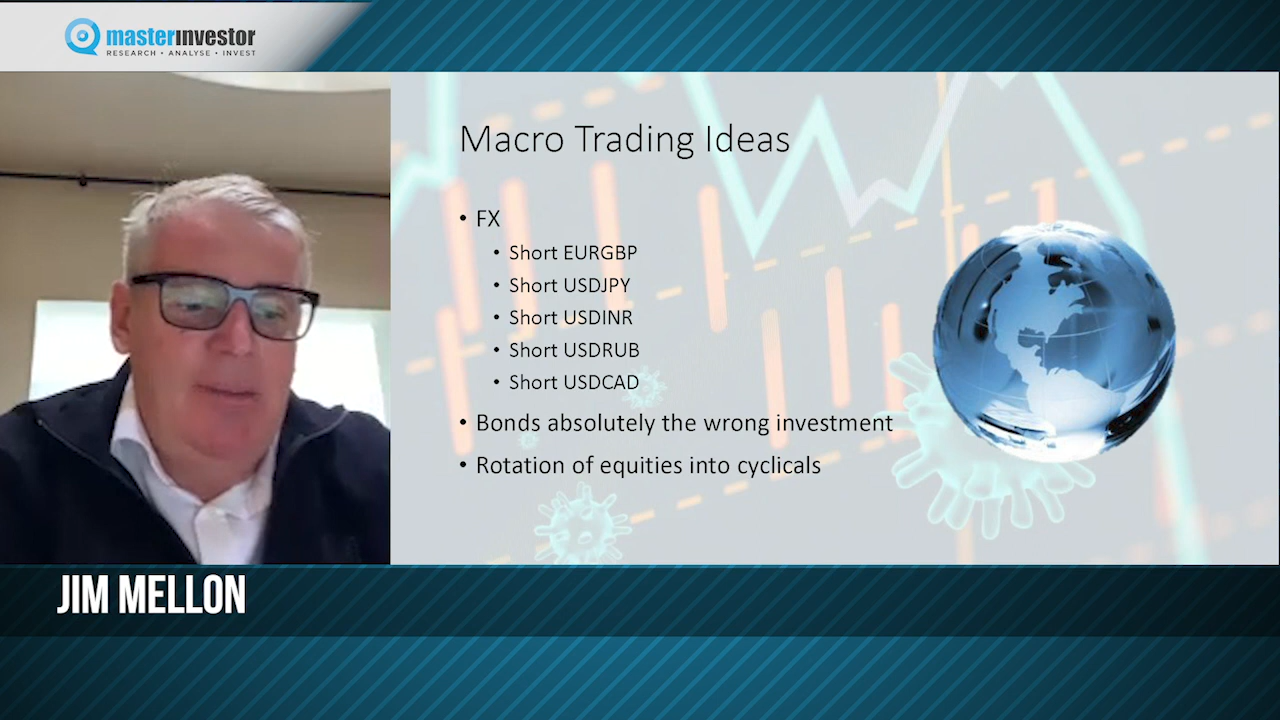 masterinvestor
RESEARCH • ANALYSE • INVEST
Macro Trading Ideas
• FX
• Short EURGBP
• Short USDJPY
• Short USDINR
• Short USDRUB
• Short USDCAD
• Bonds absolutely the wrong investment
• Rotation of equities into cyclicals
JIM MELLON